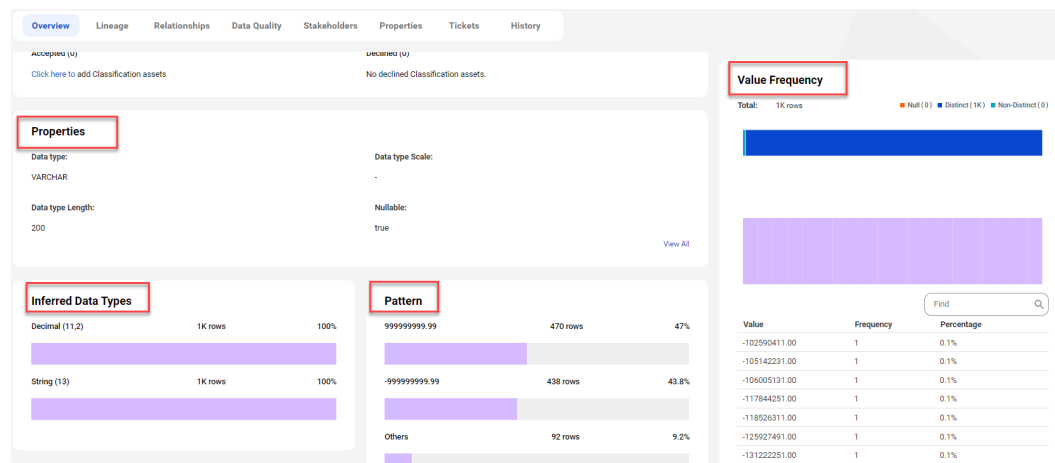 Overview Lineage Relationships Data Quality Stakeholders Properties Tickets History
Accepted (0) Declined (0)
Click here to add Classification assets No declined Classification assets.
Properties
Data type: Data type Scale:
VARCHAR -
Data type Length: Nullable:
200 true
View All
Inferred Data Types
Decimal (11,2) 1K rows 100%
String (13) 1K rows 100%
Pattern
999999999.99 470 rows 47%
-999999999.99 438 rows 43.8%
Others 92 rows 9.2%
Value Frequency
Total: 1K rows Null ( 0 ) Distinct ( 1K ) Non-Distinct ( 0 )
Find
Value Frequency Percentage
-102590411.00 1 0.1%
-105142231.00 1 0.1%
-106005131.00 1 0.1%
-117844251.00 1 0.1%
-118526311.00 1 0.1%
-125927491.00 1 0.1%
-131222251.00 1 0.1%